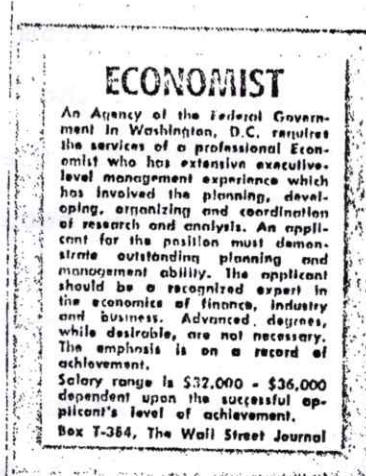 ECONOMIST
An Agency of the Federal Govern-
ment in Washington, D.C. requires
the services of a professional Econ-
omist who has extensive executive-
level management experience which
has involved the planning, devel-
oping, organizing and coordination
of research and analysis. An appli-
cant for the position must demon-
strate outstanding planning and
management ability. The applicant
should be a recognized expert in
the economics of finance, industry
and business. Advanced degrees,
while desirable, are not necessary.
The emphasis is on a record of
achievement.
Salary range is $32,000 - $36,000
dependent upon the successful ap-
plicant's level of achievement.
Box T-364, The Wall Street Journal